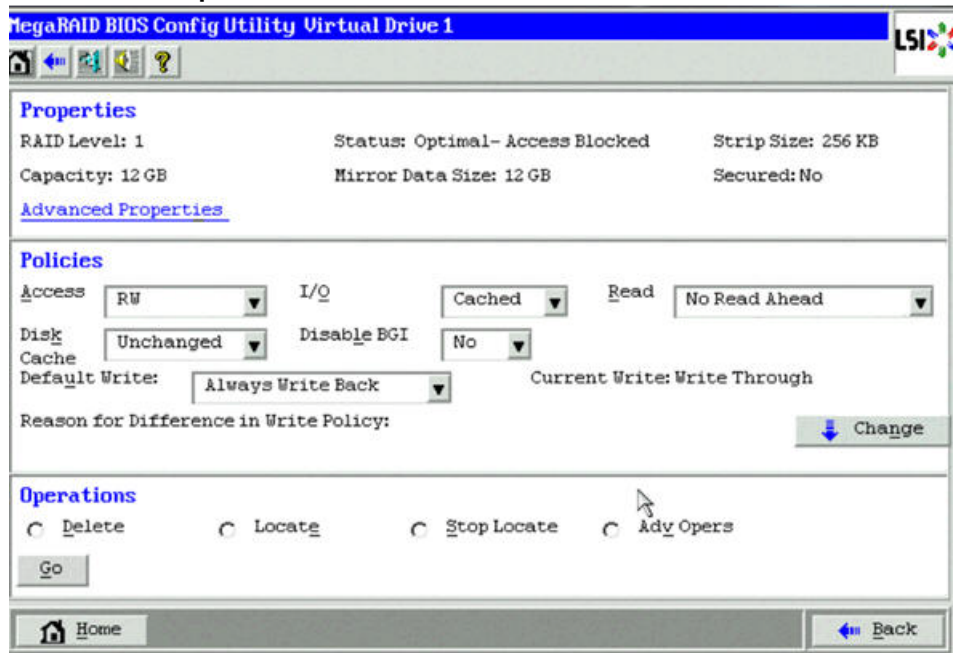 MegaRAID BIOS Config Utility Virtual Drive 1
LSI
Properties
RAID Level: 1 Status: Optimal- Access Blocked Strip Size: 256 KB
Capacity: 12 GB Mirror Data Size: 12 GB Secured: No
Advanced Properties
Policies
Access RW I/O Cached Read No Read Ahead
Disk Cache Unchanged Disable BGI No
Default Write: Always Write Back Current Write: Write Through
Reason for Difference in Write Policy:
Change
Operations
Delete Locate Stop Locate Adv Opers
Go
Home Back